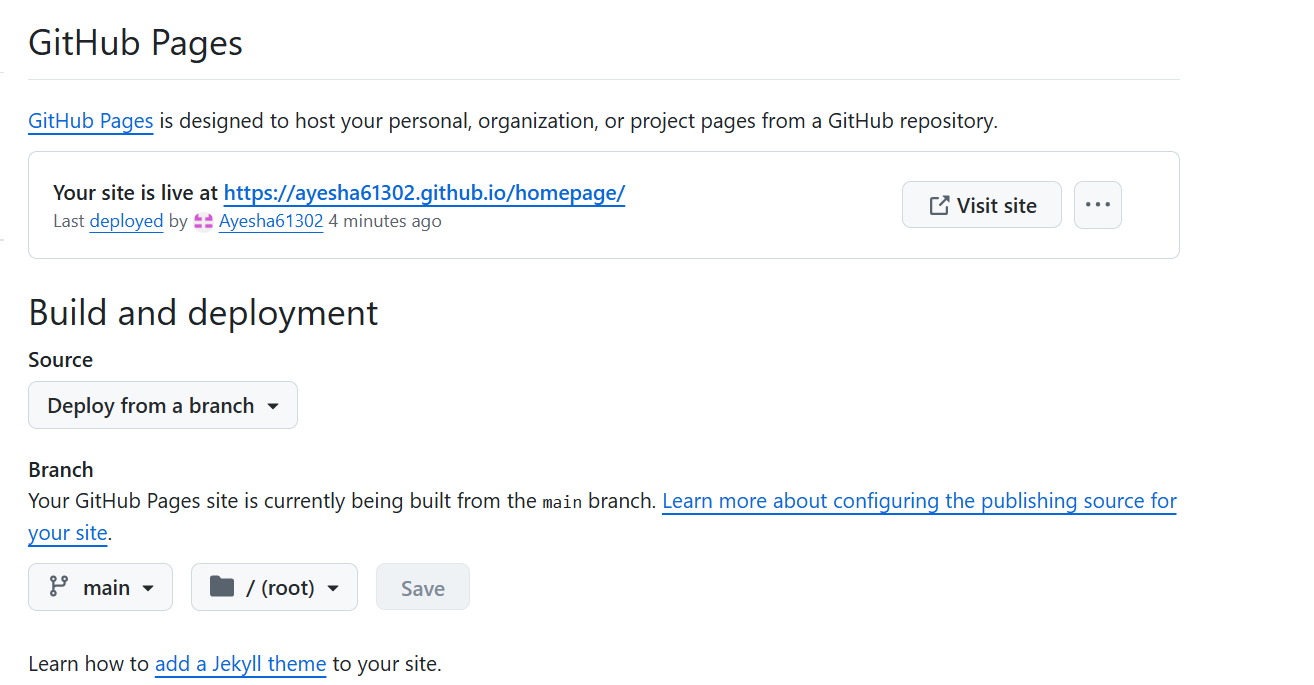 GitHub Pages
GitHub Pages is designed to host your personal, organization, or project pages from a GitHub repository.
Your site is live at https://ayesha61302.github.io/homepage/
Last deployed by Ayesha61302 4 minutes ago
Visit site
Build and deployment
Source
Deploy from a branch
Branch
Your GitHub Pages site is currently being built from the main branch. Learn more about configuring the publishing source for
your site.
main
/ (root)
Save
Learn how to add a Jekyll theme to your site.